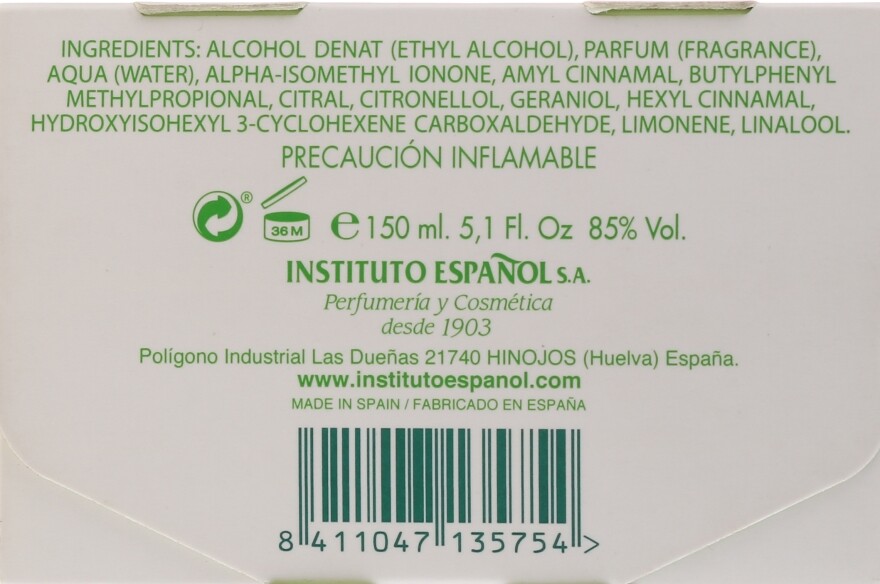 INGREDIENTS: ALCOHOL DENAT (ETHYL ALCOHOL), PARFUM (FRAGRANCE),
AQUA (WATER), ALPHA-ISOMETHYL IONONE, AMYL CINNAMAL, BUTYLPHENYL
METHYLPROPIONAL, CITRAL, CITRONELLOL, GERANIOL, HEXYL CINNAMAL,
HYDROXYISOHEXYL 3-CYCLOHEXENE CARBOXALDEHYDE, LIMONENE, LINALOOL.
PRECAUCIÓN INFLAMABLE
® 36 M ℮ 150 ml. 5,1 Fl. Oz 85% Vol.
INSTITUTO ESPAÑOL S.A.
Perfumería y Cosmética
desde 1903
Polígono Industrial Las Dueñas 21740 HINOJOS (Huelva) España.
www.institutoespanol.com
MADE IN SPAIN / FABRICADO EN ESPAÑA
8 411047 135754 >